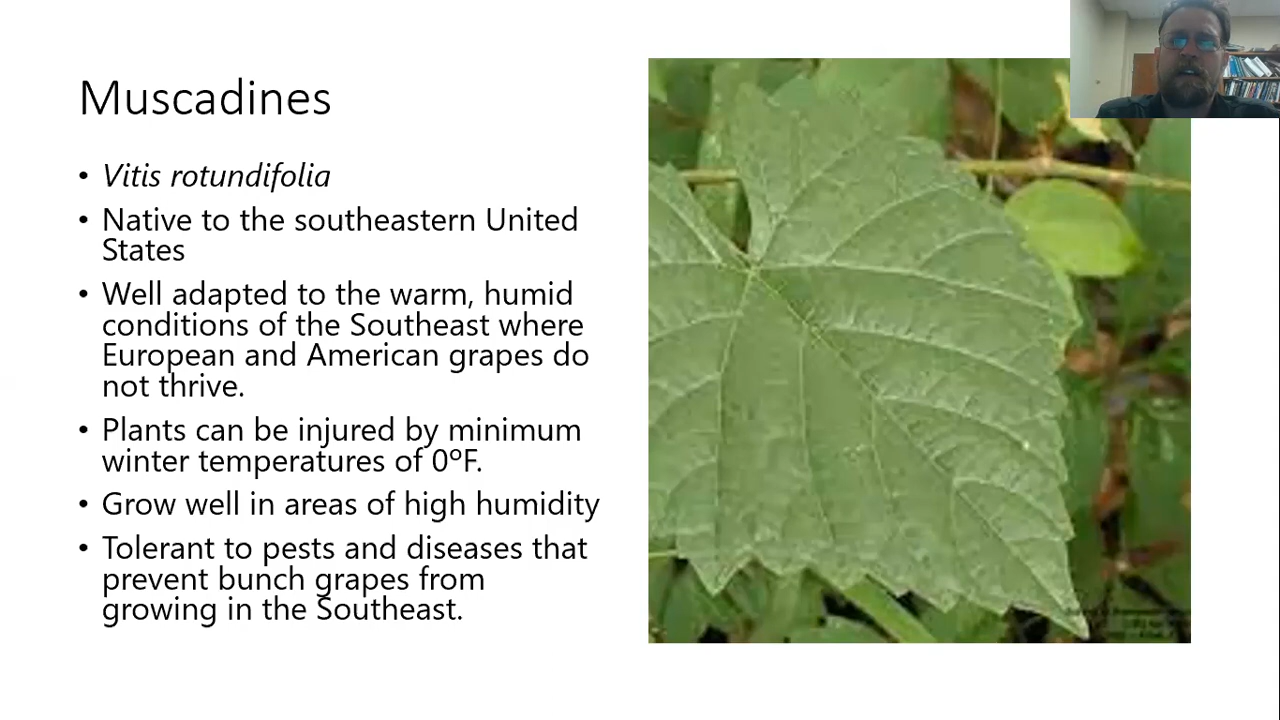 Muscadines
• Vitis rotundifolia
• Native to the southeastern United
States
• Well adapted to the warm, humid
conditions of the Southeast where
European and American grapes do
not thrive.
• Plants can be injured by minimum
winter temperatures of 0ºF.
• Grow well in areas of high humidity
• Tolerant to pests and diseases that
prevent bunch grapes from
growing in the Southeast.